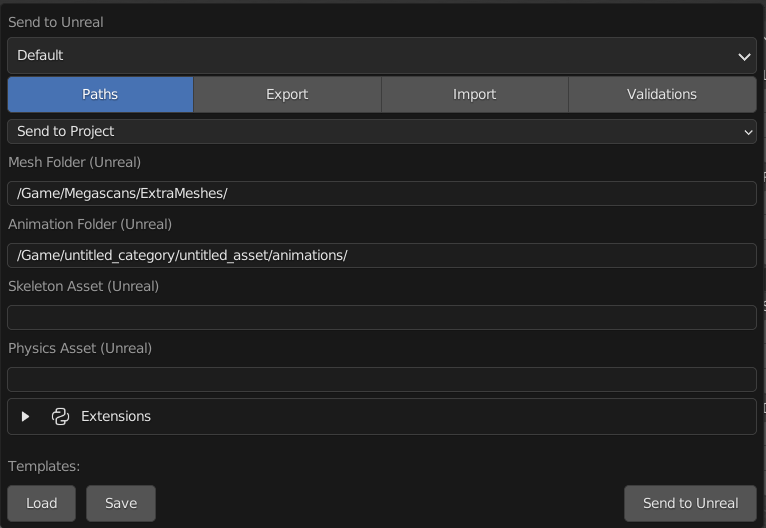 Send to Unreal
Default
Paths Export Import Validations
Send to Project
Mesh Folder (Unreal)
/Game/Megascans/ExtraMeshes/
Animation Folder (Unreal)
/Game/untitled_category/untitled_asset/animations/
Skeleton Asset (Unreal)
Physics Asset (Unreal)
Extensions
Templates:
Load Save Send to Unreal